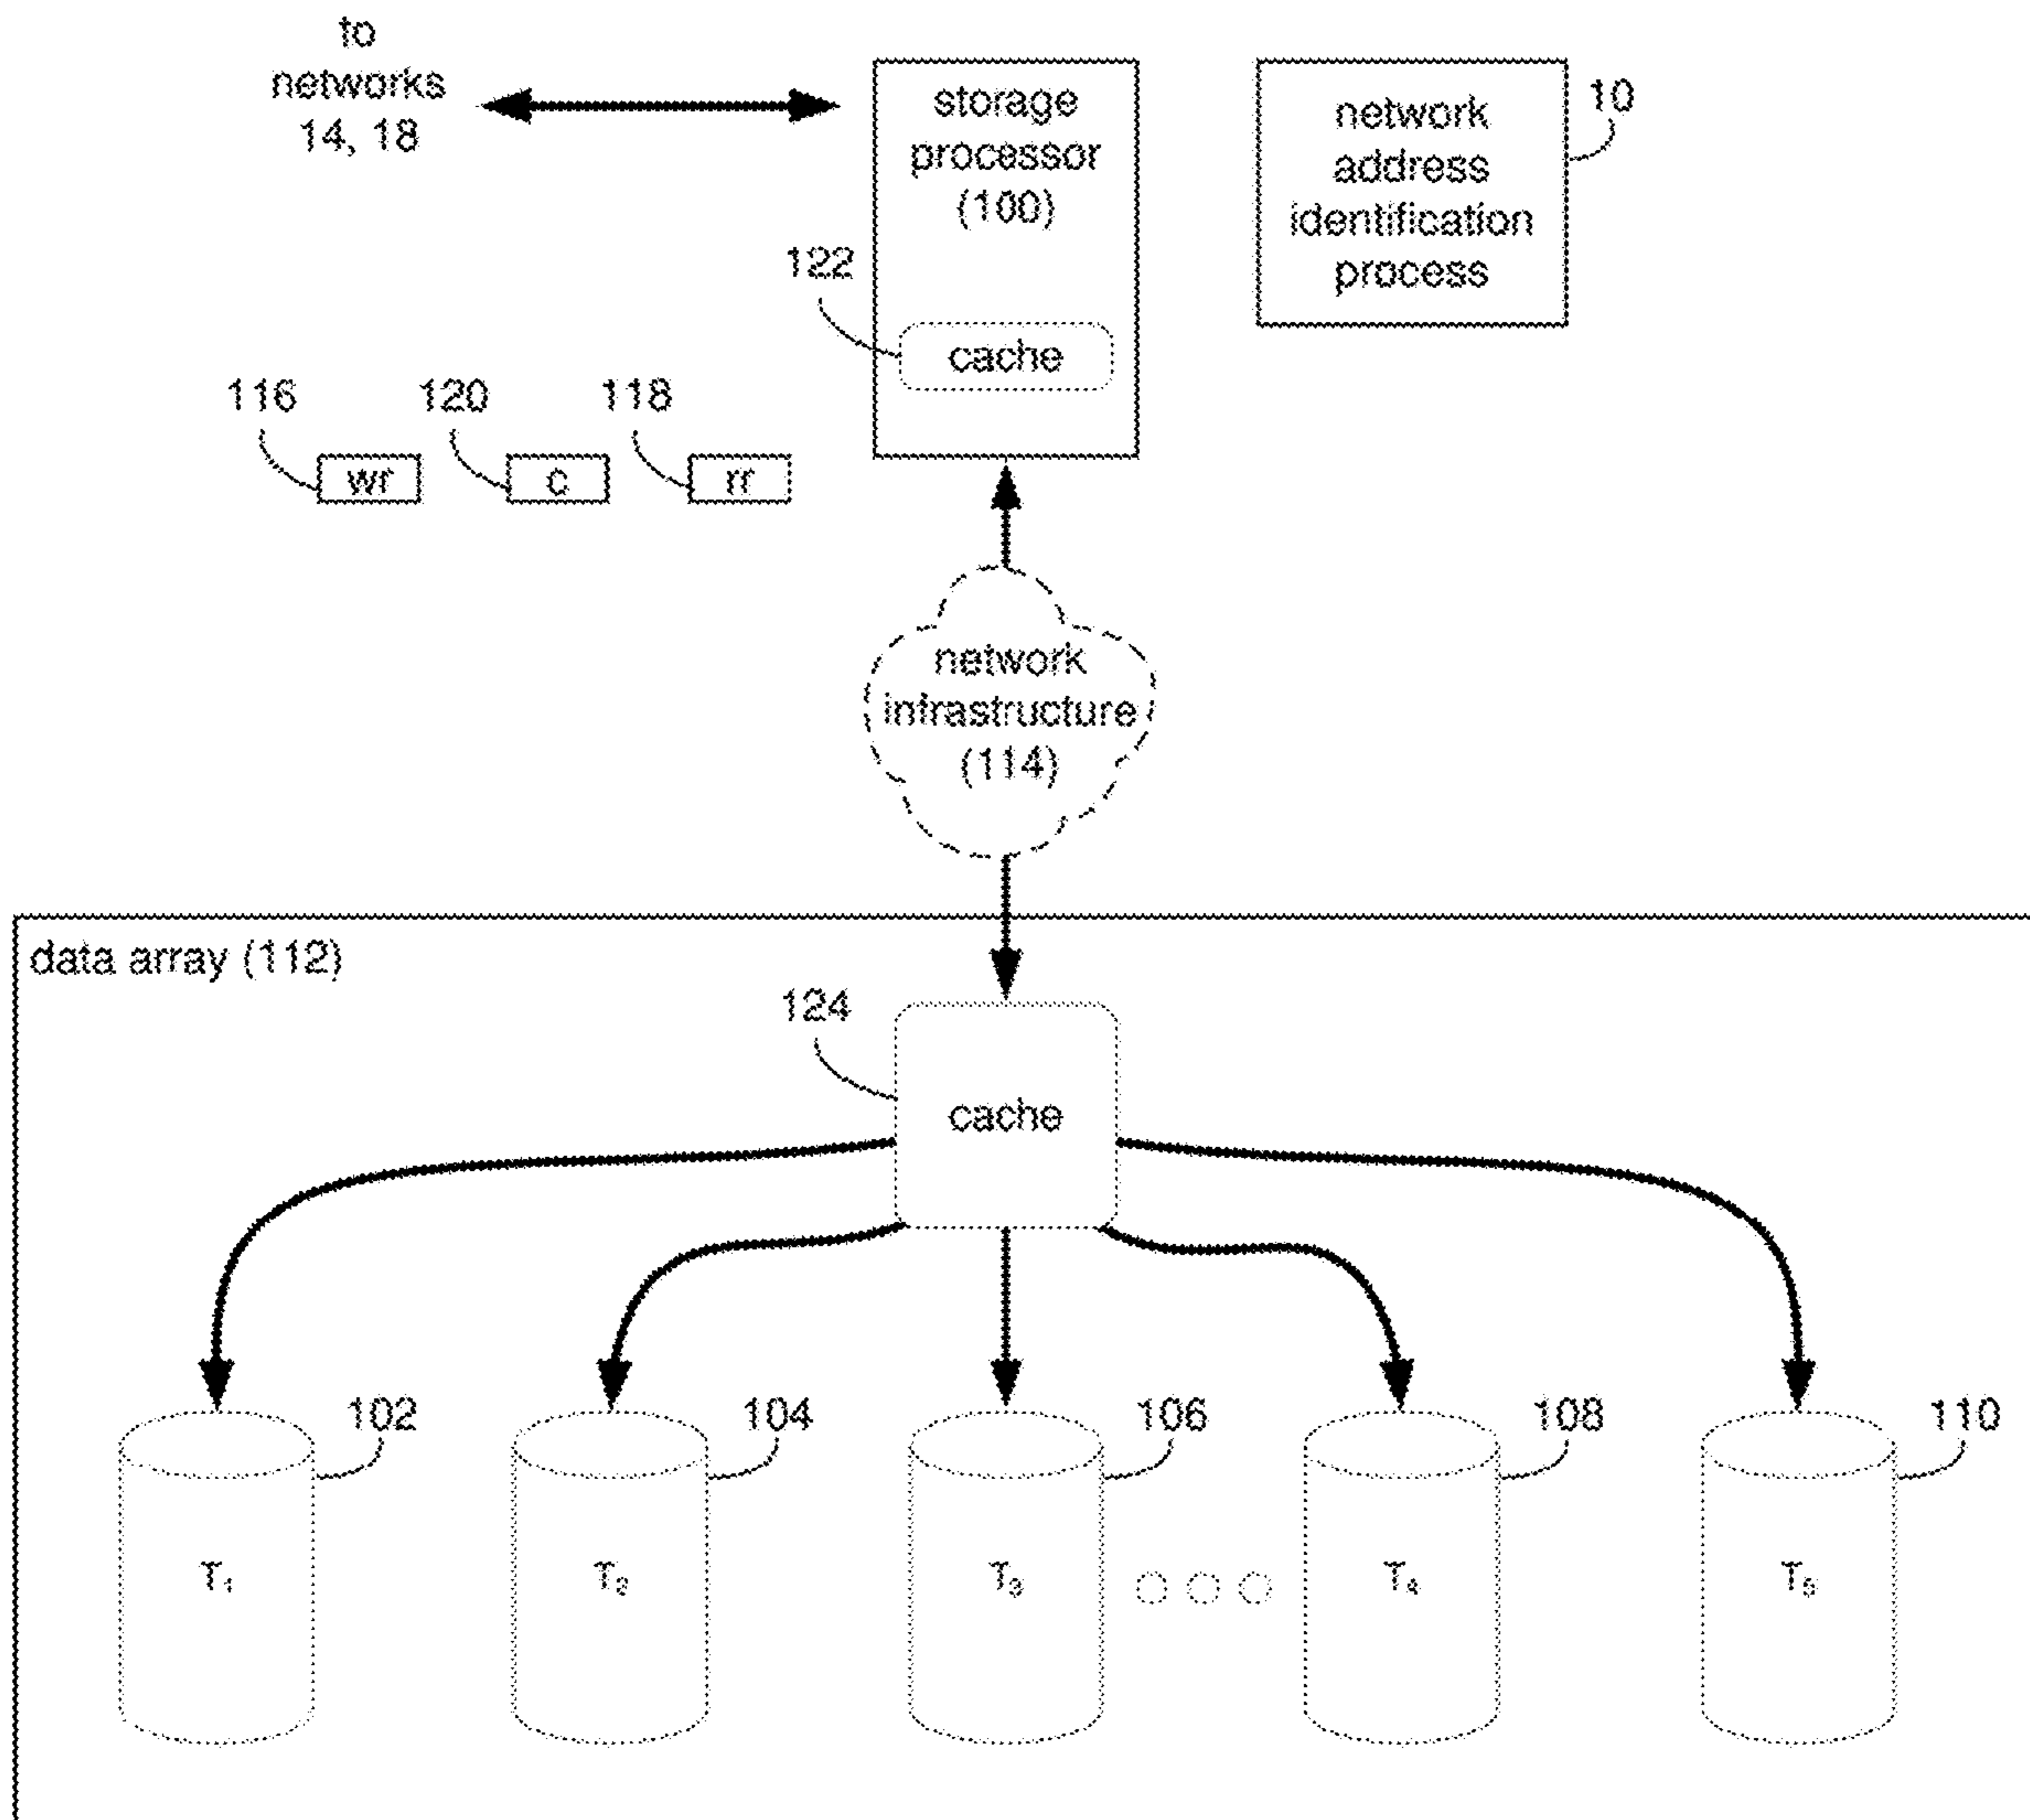 to
networks
14, 18
storage
processor
(100)
network
address
identification
process
10
122
cache
116
120
118
wr
c
rr
network
infrastructure
(114)
data array (112)
124
cache
102
104
106
108
110
T₁
T₂
T₃
T₄
T₅